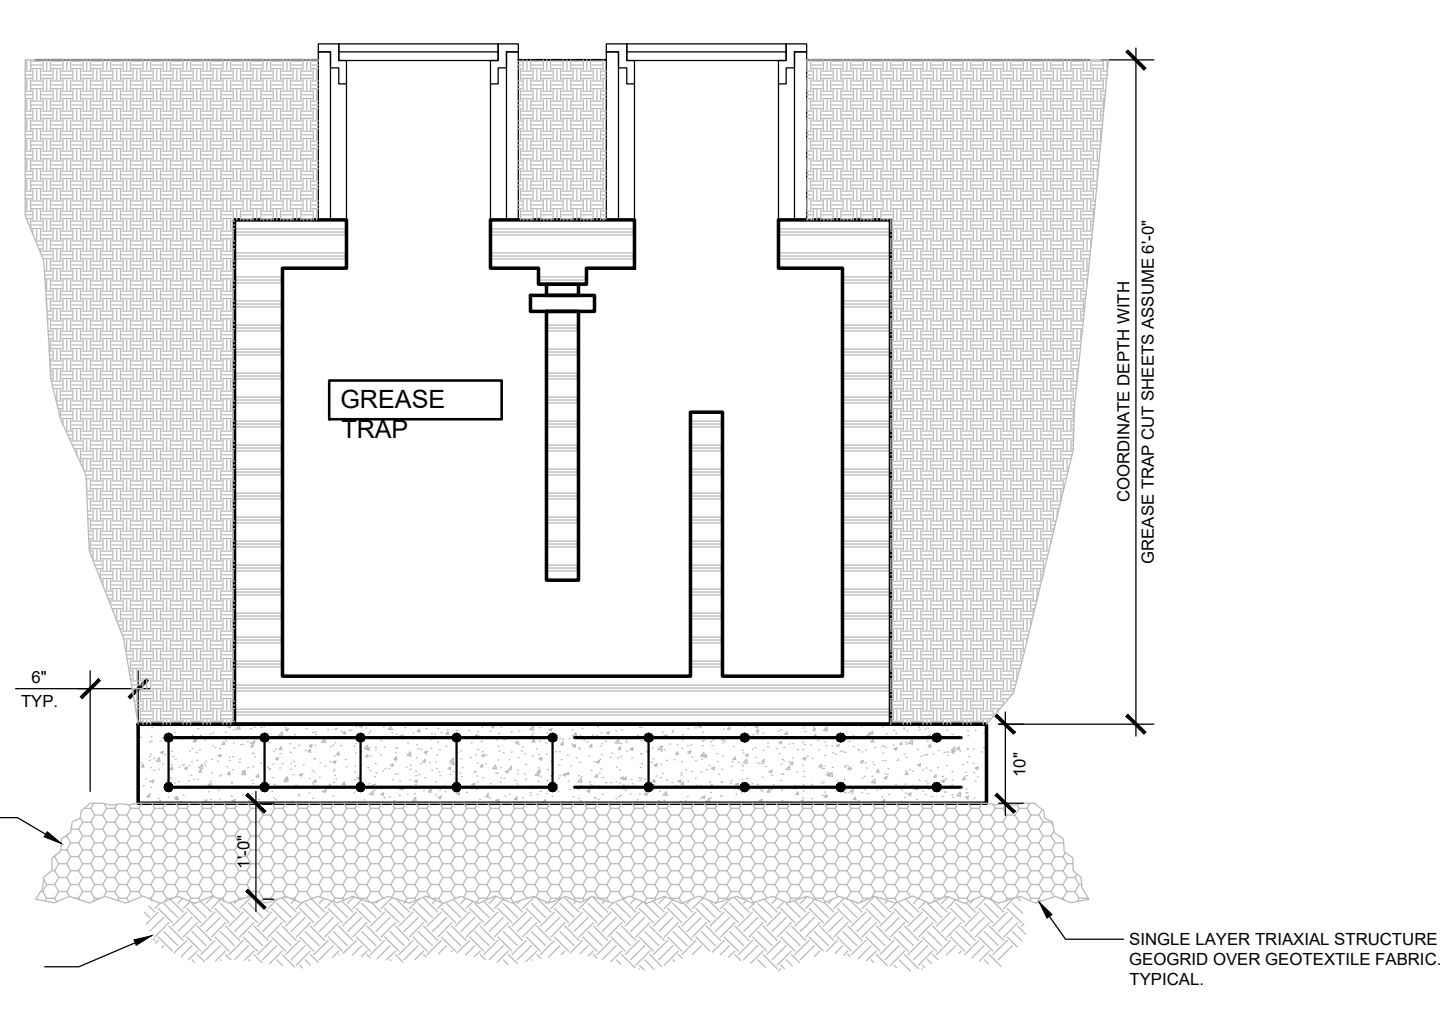 GREASE
TRAP
COORDINATE DEPTH WITH
GREASE TRAP CUT SHEETS ASSUME 6'-0"
6"
TYP.
10"
1'-0"
SINGLE LAYER TRIAXIAL STRUCTURE
GEOGRID OVER GEOTEXTILE FABRIC.
TYPICAL.